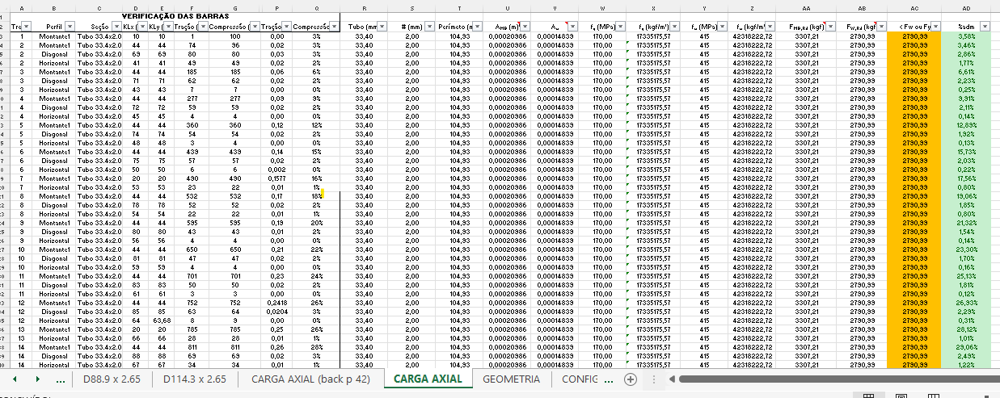 A B C D E F G P Q R S T U V W X Y Z AA AB AC AD
VERIFICAÇÃO DAS BARRAS
Tre Perfil Seção KLx ( KLy ( Tração ( Compressão ( Tração Compressão Tubo (mm # (mm) Perímeto (m AMB (m) Aw fy (MPa) fy (kgf/m²) fw (MPa) fw (kgf/m²) FMB,Rd (kgf) Fw,Rd (kgf) < Fw ou Fy %adm
1 Montante1 Tubo 33.4x2.0 10 10 1 100 0,00 3% 33,40 2,00 104,93 0,00020986 0,00014839 170,00 17335175,57 415 42318222,72 3307,21 2790,99 2790,99 3,58%
2 Montante1 Tubo 33.4x2.0 44 44 74 96 0,02 3% 33,40 2,00 104,93 0,00020986 0,00014839 170,00 17335175,57 415 42318222,72 3307,21 2790,99 2790,99 3,46%
2 Diagonal Tubo 33.4x2.0 69 69 80 80 0,03 3% 33,40 2,00 104,93 0,00020986 0,00014839 170,00 17335175,57 415 42318222,72 3307,21 2790,99 2790,99 2,86%
2 Horizontal Tubo 33.4x2.0 41 41 49 49 0,02 2% 33,40 2,00 104,93 0,00020986 0,00014839 170,00 17335175,57 415 42318222,72 3307,21 2790,99 2790,99 1,77%
3 Montante1 Tubo 33.4x2.0 44 44 185 185 0,06 6% 33,40 2,00 104,93 0,00020986 0,00014839 170,00 17335175,57 415 42318222,72 3307,21 2790,99 2790,99 6,61%
3 Diagonal Tubo 33.4x2.0 71 71 62 62 0,02 2% 33,40 2,00 104,93 0,00020986 0,00014839 170,00 17335175,57 415 42318222,72 3307,21 2790,99 2790,99 2,23%
3 Horizontal Tubo 33.4x2.0 43 43 7 7 0,00 0% 33,40 2,00 104,93 0,00020986 0,00014839 170,00 17335175,57 415 42318222,72 3307,21 2790,99 2790,99 0,25%
4 Montante1 Tubo 33.4x2.0 44 44 277 277 0,09 9% 33,40 2,00 104,93 0,00020986 0,00014839 170,00 17335175,57 415 42318222,72 3307,21 2790,99 2790,99 9,91%
4 Diagonal Tubo 33.4x2.0 72 72 59 59 0,02 2% 33,40 2,00 104,93 0,00020986 0,00014839 170,00 17335175,57 415 42318222,72 3307,21 2790,99 2790,99 2,11%
4 Horizontal Tubo 33.4x2.0 45 45 4 4 0,00 0% 33,40 2,00 104,93 0,00020986 0,00014839 170,00 17335175,57 415 42318222,72 3307,21 2790,99 2790,99 0,14%
5 Montante1 Tubo 33.4x2.0 44 44 360 360 0,12 12% 33,40 2,00 104,93 0,00020986 0,00014839 170,00 17335175,57 415 42318222,72 3307,21 2790,99 2790,99 12,89%
5 Diagonal Tubo 33.4x2.0 74 74 54 54 0,02 2% 33,40 2,00 104,93 0,00020986 0,00014839 170,00 17335175,57 415 42318222,72 3307,21 2790,99 2790,99 1,92%
5 Horizontal Tubo 33.4x2.0 48 48 3 4 0,00 0% 33,40 2,00 104,93 0,00020986 0,00014839 170,00 17335175,57 415 42318222,72 3307,21 2790,99 2790,99 0,13%
6 Montante1 Tubo 33.4x2.0 44 44 439 439 0,14 15% 33,40 2,00 104,93 0,00020986 0,00014839 170,00 17335175,57 415 42318222,72 3307,21 2790,99 2790,99 15,73%
6 Diagonal Tubo 33.4x2.0 75 75 57 57 0,02 2% 33,40 2,00 104,93 0,00020986 0,00014839 170,00 17335175,57 415 42318222,72 3307,21 2790,99 2790,99 2,03%
6 Horizontal Tubo 33.4x2.0 50 50 6 6 0,002 0% 33,40 2,00 104,93 0,00020986 0,00014839 170,00 17335175,57 415 42318222,72 3307,21 2790,99 2790,99 0,22%
7 Montante1 Tubo 33.4x2.0 20 20 490 490 0,1577 16% 33,40 2,00 104,93 0,00020986 0,00014839 170,00 17335175,57 415 42318222,72 3307,21 2790,99 2790,99 17,56%
7 Horizontal Tubo 33.4x2.0 53 53 23 22 0,01 1% 33,40 2,00 104,93 0,00020986 0,00014839 170,00 17335175,57 415 42318222,72 3307,21 2790,99 2790,99 0,80%
8 Montante1 Tubo 33.4x2.0 44 44 532 532 0,17 18% 33,40 2,00 104,93 0,00020986 0,00014839 170,00 17335175,57 415 42318222,72 3307,21 2790,99 2790,99 19,06%
8 Diagonal Tubo 33.4x2.0 78 78 52 52 0,02 2% 33,40 2,00 104,93 0,00020986 0,00014839 170,00 17335175,57 415 42318222,72 3307,21 2790,99 2790,99 1,85%
8 Horizontal Tubo 33.4x2.0 54 54 22 22 0,01 1% 33,40 2,00 104,93 0,00020986 0,00014839 170,00 17335175,57 415 42318222,72 3307,21 2790,99 2790,99 0,80%
9 Montante1 Tubo 33.4x2.0 44 44 595 595 0,19 20% 33,40 2,00 104,93 0,00020986 0,00014839 170,00 17335175,57 415 42318222,72 3307,21 2790,99 2790,99 21,32%
9 Diagonal Tubo 33.4x2.0 80 80 43 43 0,01 2% 33,40 2,00 104,93 0,00020986 0,00014839 170,00 17335175,57 415 42318222,72 3307,21 2790,99 2790,99 1,54%
9 Horizontal Tubo 33.4x2.0 56 56 4 4 0,00 0% 33,40 2,00 104,93 0,00020986 0,00014839 170,00 17335175,57 415 42318222,72 3307,21 2790,99 2790,99 0,14%
10 Montante1 Tubo 33.4x2.0 44 44 650 650 0,21 22% 33,40 2,00 104,93 0,00020986 0,00014839 170,00 17335175,57 415 42318222,72 3307,21 2790,99 2790,99 23,30%
10 Diagonal Tubo 33.4x2.0 81 81 47 47 0,02 2% 33,40 2,00 104,93 0,00020986 0,00014839 170,00 17335175,57 415 42318222,72 3307,21 2790,99 2790,99 1,70%
10 Horizontal Tubo 33.4x2.0 59 59 4 4 0,00 0% 33,40 2,00 104,93 0,00020986 0,00014839 170,00 17335175,57 415 42318222,72 3307,21 2790,99 2790,99 0,16%
11 Montante1 Tubo 33.4x2.0 44 44 701 701 0,23 24% 33,40 2,00 104,93 0,00020986 0,00014839 170,00 17335175,57 415 42318222,72 3307,21 2790,99 2790,99 25,13%
11 Diagonal Tubo 33.4x2.0 83 83 50 50 0,02 2% 33,40 2,00 104,93 0,00020986 0,00014839 170,00 17335175,57 415 42318222,72 3307,21 2790,99 2790,99 1,81%
11 Horizontal Tubo 33.4x2.0 61 61 3 3 0,00 0% 33,40 2,00 104,93 0,00020986 0,00014839 170,00 17335175,57 415 42318222,72 3307,21 2790,99 2790,99 0,12%
12 Montante1 Tubo 33.4x2.0 44 44 752 752 0,2418 26% 33,40 2,00 104,93 0,00020986 0,00014839 170,00 17335175,57 415 42318222,72 3307,21 2790,99 2790,99 26,93%
12 Diagonal Tubo 33.4x2.0 85 85 63 64 0,0204 3% 33,40 2,00 104,93 0,00020986 0,00014839 170,00 17335175,57 415 42318222,72 3307,21 2790,99 2790,99 2,29%
12 Horizontal Tubo 33.4x2.0 64 63,68 8 9 0,00 0% 33,40 2,00 104,93 0,00020986 0,00014839 170,00 17335175,57 415 42318222,72 3307,21 2790,99 2790,99 0,31%
13 Montante1 Tubo 33.4x2.0 20 20 785 785 0,25 26% 33,40 2,00 104,93 0,00020986 0,00014839 170,00 17335175,57 415 42318222,72 3307,21 2790,99 2790,99 28,12%
13 Horizontal Tubo 33.4x2.0 66 66 28 28 0,01 1% 33,40 2,00 104,93 0,00020986 0,00014839 170,00 17335175,57 415 42318222,72 3307,21 2790,99 2790,99 1,01%
14 Montante1 Tubo 33.4x2.0 44 44 811 811 0,26 28% 33,40 2,00 104,93 0,00020986 0,00014839 170,00 17335175,57 415 42318222,72 3307,21 2790,99 2790,99 29,06%
14 Diagonal Tubo 33.4x2.0 88 88 69 69 0,02 3% 33,40 2,00 104,93 0,00020986 0,00014839 170,00 17335175,57 415 42318222,72 3307,21 2790,99 2790,99 2,49%
14 Horizontal Tubo 33.4x2.0 67 67 34 34 0,01 1% 33,40 2,00 104,93 0,00020986 0,00014839 170,00 17335175,57 415 42318222,72 3307,21 2790,99 2790,99 1,22%
... D88.9 x 2.65 D114.3 x 2.65 CARGA AXIAL (back p 42) CARGA AXIAL GEOMETRIA CONFIG ...